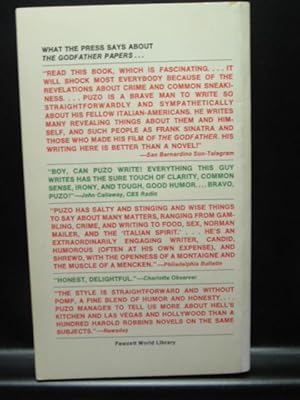 WHAT THE PRESS SAYS ABOUT
THE GODFATHER PAPERS...
"READ THIS BOOK, WHICH IS FASCINATING. . . . IT
WILL SHOCK MOST EVERYBODY BECAUSE OF THE
REVELATIONS ABOUT CRIME AND COMMON SNEAKI-
NESS. . . . PUZO IS A BRAVE MAN TO WRITE SO
STRAIGHTFORWARDLY AND SYMPATHETICALLY
ABOUT HIS FELLOW ITALIAN-AMERICANS. HE WRITES
MANY REVEALING THINGS ABOUT THEM AND HIM-
SELF, AND SUCH PEOPLE AS FRANK SINATRA AND
THOSE WHO MADE HIS FILM OF THE GODFATHER. HIS
WRITING HERE IS BETTER THAN A NOVEL!"
—San Bernardino Sun-Telegram
"BOY, CAN PUZO WRITE! EVERYTHING THIS GUY
WRITES HAS THE SURE TOUCH OF CLARITY, COMMON
SENSE, IRONY, AND TOUGH, GOOD HUMOR. . . . BRAVO,
PUZO!"—John Callaway, CBS Radio
"PUZO HAS SALTY AND STINGING AND WISE THINGS
TO SAY ABOUT MANY MATTERS, RANGING FROM GAM-
BLING, CRIME, AND WRITING TO FOOD, SEX, NORMAN
MAILER, AND THE 'ITALIAN SPIRIT.' . . . HE'S AN
EXTRAORDINARILY ENGAGING WRITER, CANDID,
HUMOROUS (OFTEN AT HIS OWN EXPENSE), AND
SHREWD, WITH THE OPENNESS OF A MONTAIGNE AND
THE MUSCLE OF A MENCKEN."—Philadelphia Bulletin
"HONEST, DELIGHTFUL."—Charlotte Observer
"THE STYLE IS STRAIGHTFORWARD AND WITHOUT
POMP, A FINE BLEND OF HUMOR AND HONESTY. . . .
PUZO MANAGES TO TELL US MORE ABOUT HELL'S
KITCHEN AND LAS VEGAS AND HOLLYWOOD THAN A
HUNDRED HAROLD ROBBINS NOVELS ON THE SAME
SUBJECTS."—Newsday
Fawcett World Library